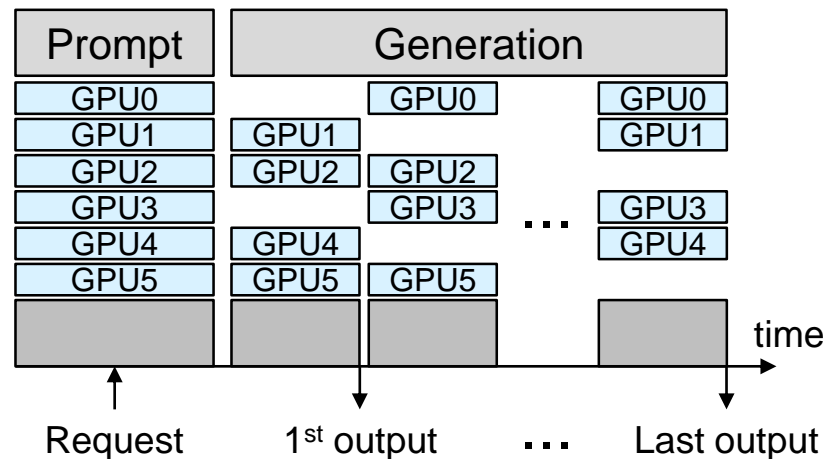 Prompt Generation
GPU0 GPU0 GPU0
GPU1 GPU1 GPU1
GPU2 GPU2 GPU2
GPU3 GPU3 ... GPU3
GPU4 GPU4 GPU4
GPU5 GPU5 GPU5
time
Request 1st output ... Last output